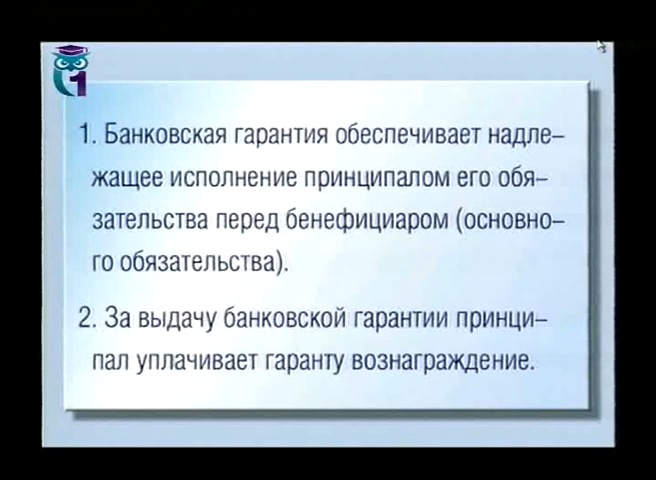 1
1. Банковская гарантия обеспечивает надле–
жащее исполнение принципалом его обя–
зательства перед бенефициаром (основно–
го обязательства).
2. За выдачу банковской гарантии принци–
пал уплачивает гаранту вознаграждение.